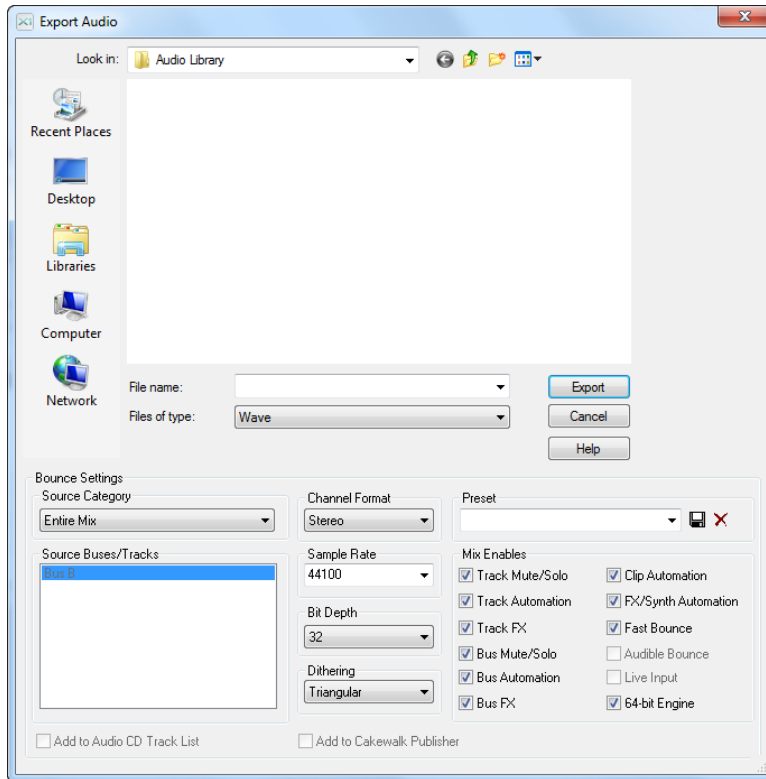 Export Audio
Look in:
Audio Library
Recent Places
Desktop
Libraries
Computer
Network
File name:
Files of type:
Wave
Export
Cancel
Help
Bounce Settings
Source Category
Entire Mix
Source Buses/Tracks
Bus B
Channel Format
Stereo
Sample Rate
44100
Bit Depth
32
Dithering
Triangular
Preset
Mix Enables
Track Mute/Solo
Track Automation
Track FX
Bus Mute/Solo
Bus Automation
Bus FX
Clip Automation
FX/Synth Automation
Fast Bounce
Audible Bounce
Live Input
64-bit Engine
Add to Audio CD Track List
Add to Cakewalk Publisher